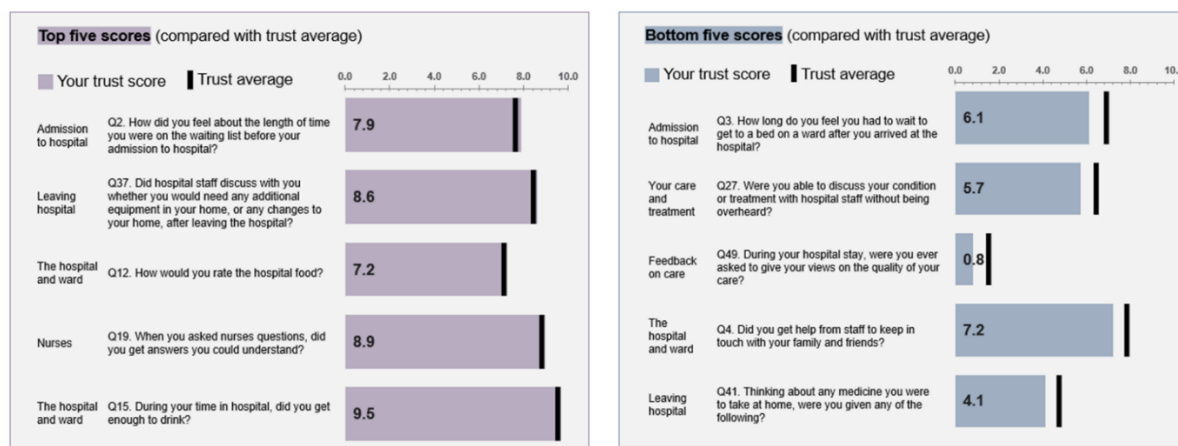 Top five scores (compared with trust average)
Your trust score
Trust average
0.0 2.0 4.0 6.0 8.0 10.0
Admission
to hospital
Q2. How did you feel about the length of time
you were on the waiting list before your
admission to hospital?
7.9
Leaving
hospital
Q37. Did hospital staff discuss with you
whether you would need any additional
equipment in your home, or any changes to
your home, after leaving the hospital?
8.6
The hospital
and ward
Q12. How would you rate the hospital food?
7.2
Nurses
Q19. When you asked nurses questions, did
you get answers you could understand?
8.9
The hospital
and ward
Q15. During your time in hospital, did you get
enough to drink?
9.5
Bottom five scores (compared with trust average)
Your trust score
Trust average
0.0 2.0 4.0 6.0 8.0 10.
Admission
to hospital
Q3. How long do you feel you had to wait to
get to a bed on a ward after you arrived at the
hospital?
6.1
Your care
and
treatment
Q27. Were you able to discuss your condition
or treatment with hospital staff without being
overheard?
5.7
Feedback
on care
Q49. During your hospital stay, were you ever
asked to give your views on the quality of your
care?
0.8
The
hospital
and ward
Q4. Did you get help from staff to keep in
touch with your family and friends?
7.2
Leaving
hospital
Q41. Thinking about any medicine you were
to take at home, were you given any of the
following?
4.1